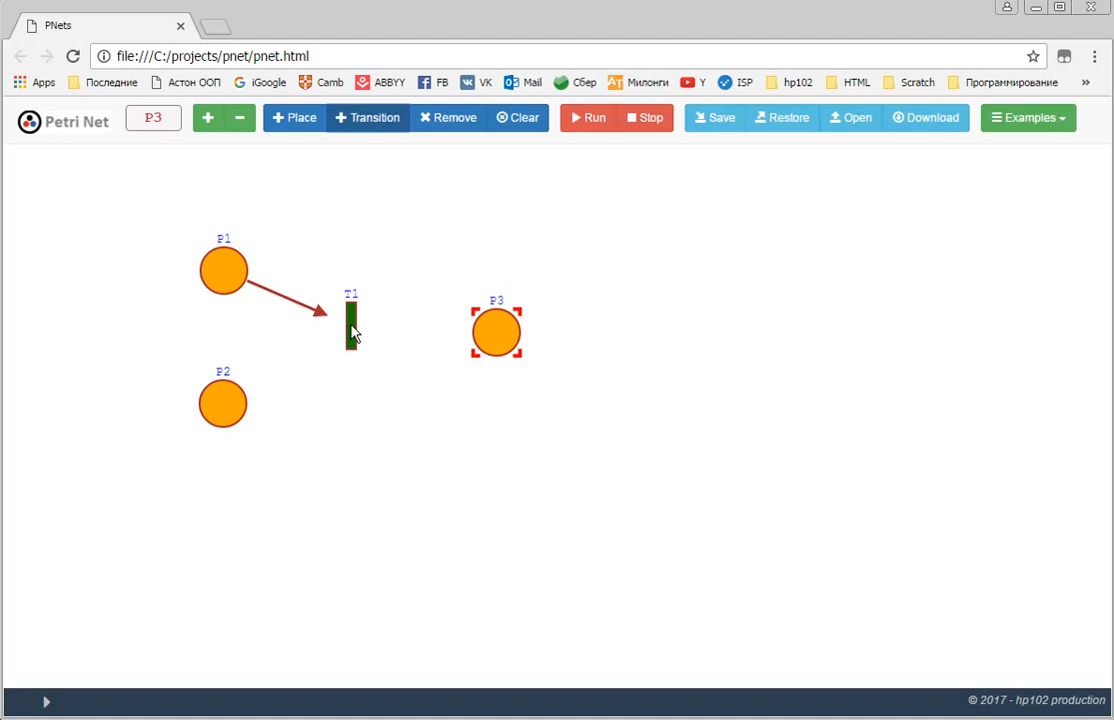 PNets
file:///C:/projects/pnet/pnet.html
Apps Последние Астон ООП iGoogle Camb ABBYY FB VK Mail Сбер Милонги Y ISP hp102 HTML Scratch Программирование »
Petri Net P3 + - + Place + Transition Remove Clear Run Stop Save Restore Open Download Examples
P1
T1
P3
P2
© 2017 - hp102 production